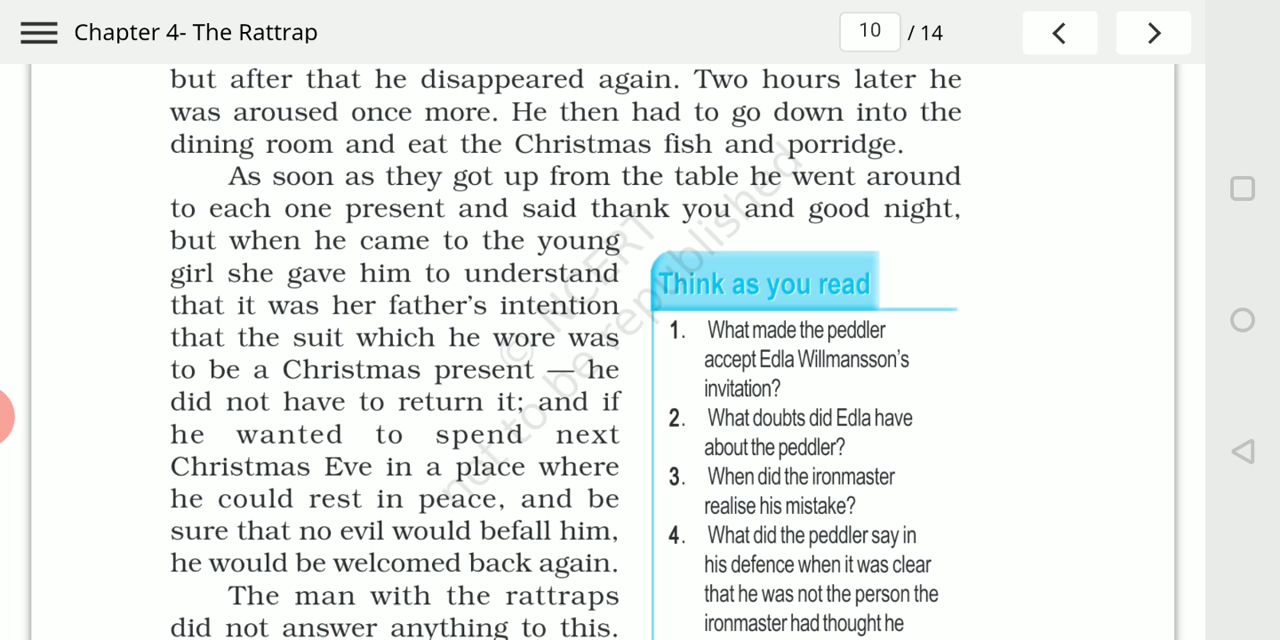 Chapter 4- The Rattrap
10 / 14
but after that he disappeared again. Two hours later he
was aroused once more. He then had to go down into the
dining room and eat the Christmas fish and porridge.
As soon as they got up from the table he went around
to each one present and said thank you and good night,
but when he came to the young
girl she gave him to understand
that it was her father's intention
that the suit which he wore was
to be a Christmas present — he
did not have to return it; and if
he wanted to spend next
Christmas Eve in a place where
he could rest in peace, and be
sure that no evil would befall him,
he would be welcomed back again.
The man with the rattraps
did not answer anything to this.
Think as you read
1. What made the peddler
accept Edla Willmansson's
invitation?
2. What doubts did Edla have
about the peddler?
3. When did the ironmaster
realise his mistake?
4. What did the peddler say in
his defence when it was clear
that he was not the person the
ironmaster had thought he
© NCERT
not to be republished